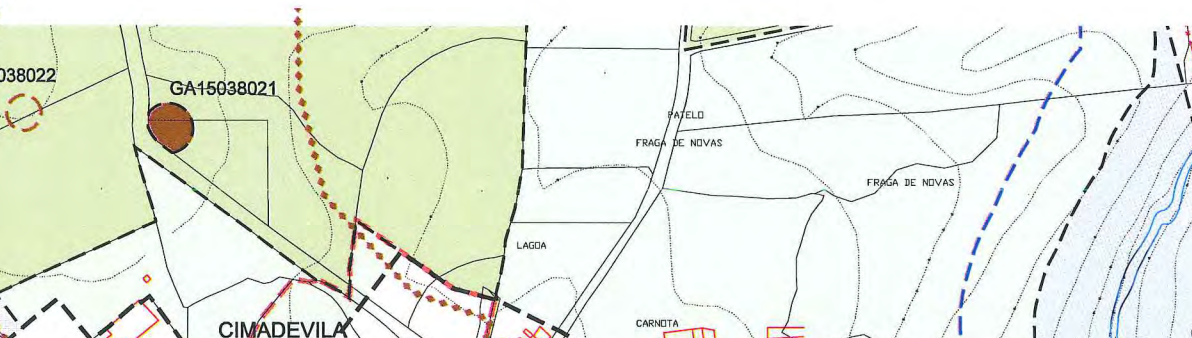 038022
GA15038021
PATELO
FRAGA DE NOVAS
FRAGA DE NOVAS
LAGOA
CARNOTA
CIMADEVILA